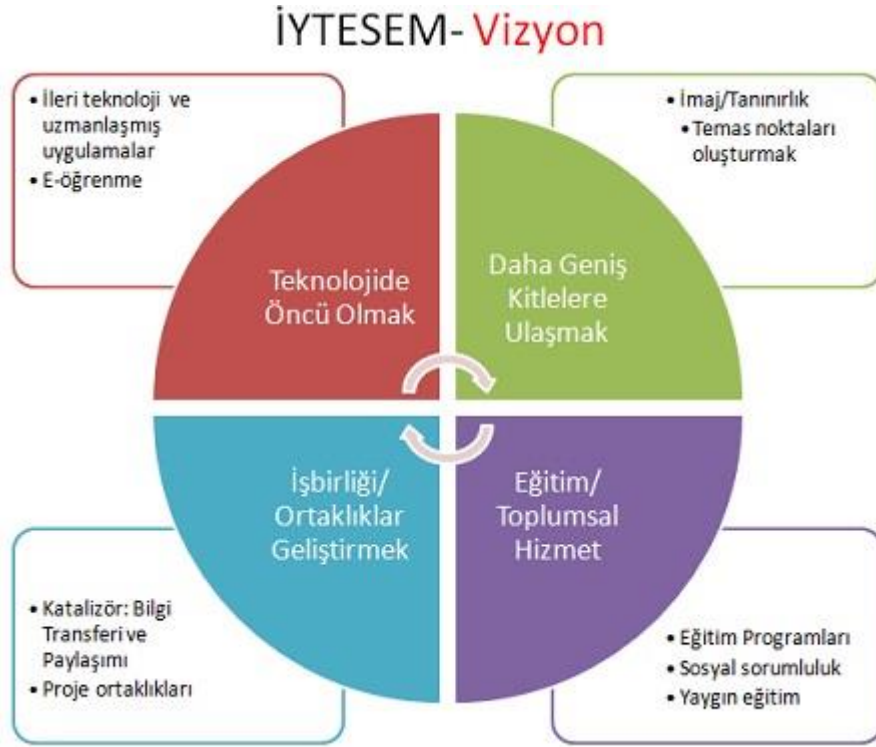 İYTESEM- Vizyon
• İleri teknoloji ve
uzmanlaşmış
uygulamalar
• E-öğrenme
• İmaj/Tanınırlık
• Temas noktaları
oluşturmak
Teknolojide
Öncü Olmak
Daha Geniş
Kitlelere
Ulaşmak
İşbirliği/
Ortaklıklar
Geliştirmek
Eğitim/
Toplumsal
Hizmet
• Katalizör: Bilgi
Transferi ve
Paylaşımı
• Proje ortaklıkları
• Eğitim Programları
• Sosyal sorumluluk
• Yaygın eğitim